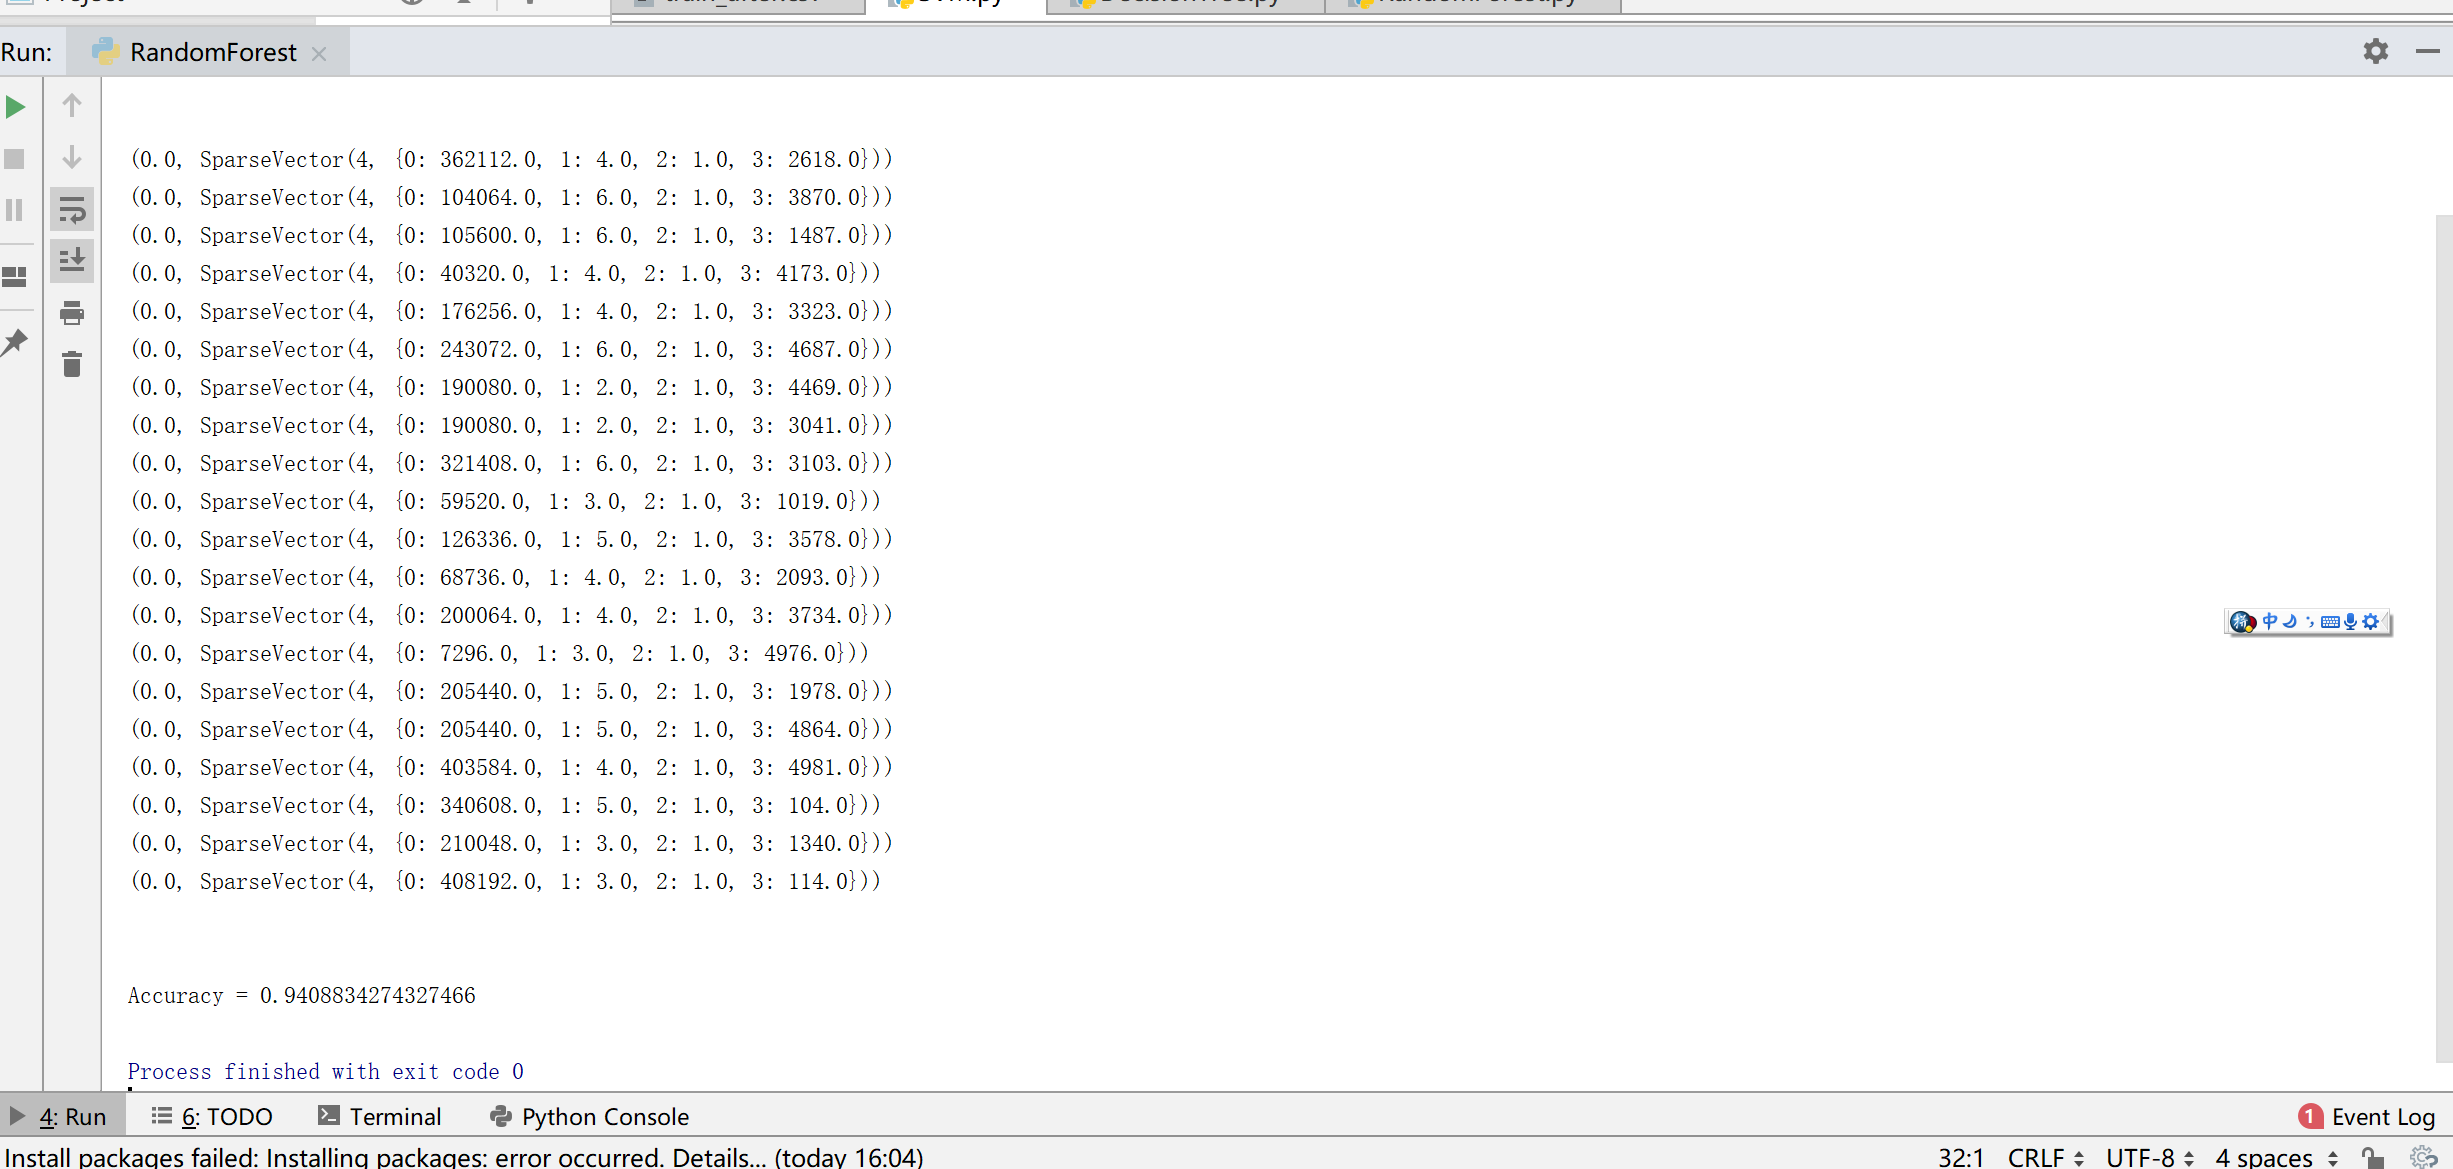 Project
Run: RandomForest
(0.0, SparseVector(4, {0: 362112.0, 1: 4.0, 2: 1.0, 3: 2618.0}))
(0.0, SparseVector(4, {0: 104064.0, 1: 6.0, 2: 1.0, 3: 3870.0}))
(0.0, SparseVector(4, {0: 105600.0, 1: 6.0, 2: 1.0, 3: 1487.0}))
(0.0, SparseVector(4, {0: 40320.0, 1: 4.0, 2: 1.0, 3: 4173.0}))
(0.0, SparseVector(4, {0: 176256.0, 1: 4.0, 2: 1.0, 3: 3323.0}))
(0.0, SparseVector(4, {0: 243072.0, 1: 6.0, 2: 1.0, 3: 4687.0}))
(0.0, SparseVector(4, {0: 190080.0, 1: 2.0, 2: 1.0, 3: 4469.0}))
(0.0, SparseVector(4, {0: 190080.0, 1: 2.0, 2: 1.0, 3: 3041.0}))
(0.0, SparseVector(4, {0: 321408.0, 1: 6.0, 2: 1.0, 3: 3103.0}))
(0.0, SparseVector(4, {0: 59520.0, 1: 3.0, 2: 1.0, 3: 1019.0}))
(0.0, SparseVector(4, {0: 126336.0, 1: 5.0, 2: 1.0, 3: 3578.0}))
(0.0, SparseVector(4, {0: 68736.0, 1: 4.0, 2: 1.0, 3: 2093.0}))
(0.0, SparseVector(4, {0: 200064.0, 1: 4.0, 2: 1.0, 3: 3734.0}))
(0.0, SparseVector(4, {0: 7296.0, 1: 3.0, 2: 1.0, 3: 4976.0}))
(0.0, SparseVector(4, {0: 205440.0, 1: 5.0, 2: 1.0, 3: 1978.0}))
(0.0, SparseVector(4, {0: 205440.0, 1: 5.0, 2: 1.0, 3: 4864.0}))
(0.0, SparseVector(4, {0: 403584.0, 1: 4.0, 2: 1.0, 3: 4981.0}))
(0.0, SparseVector(4, {0: 340608.0, 1: 5.0, 2: 1.0, 3: 104.0}))
(0.0, SparseVector(4, {0: 210048.0, 1: 3.0, 2: 1.0, 3: 1340.0}))
(0.0, SparseVector(4, {0: 408192.0, 1: 3.0, 2: 1.0, 3: 114.0}))
中
Accuracy = 0.9408834274327466
Process finished with exit code 0
4: Run 6: TODO Terminal Python Console 1 Event Log
Install packages failed: Installing packages: error occurred. Details... (today 16:04) 32:1 CRLF UTF-8 4 spaces